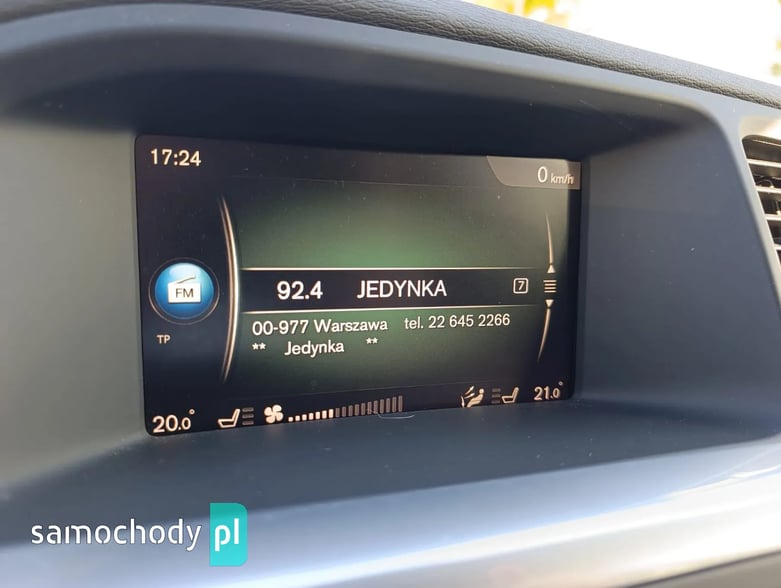 17:24
0 km/h
FM
92.4 JEDYNKA 7
TP
00-977 Warszawa tel. 22 645 2266
** Jedynka **
20.0° 21.0°
samochody pl